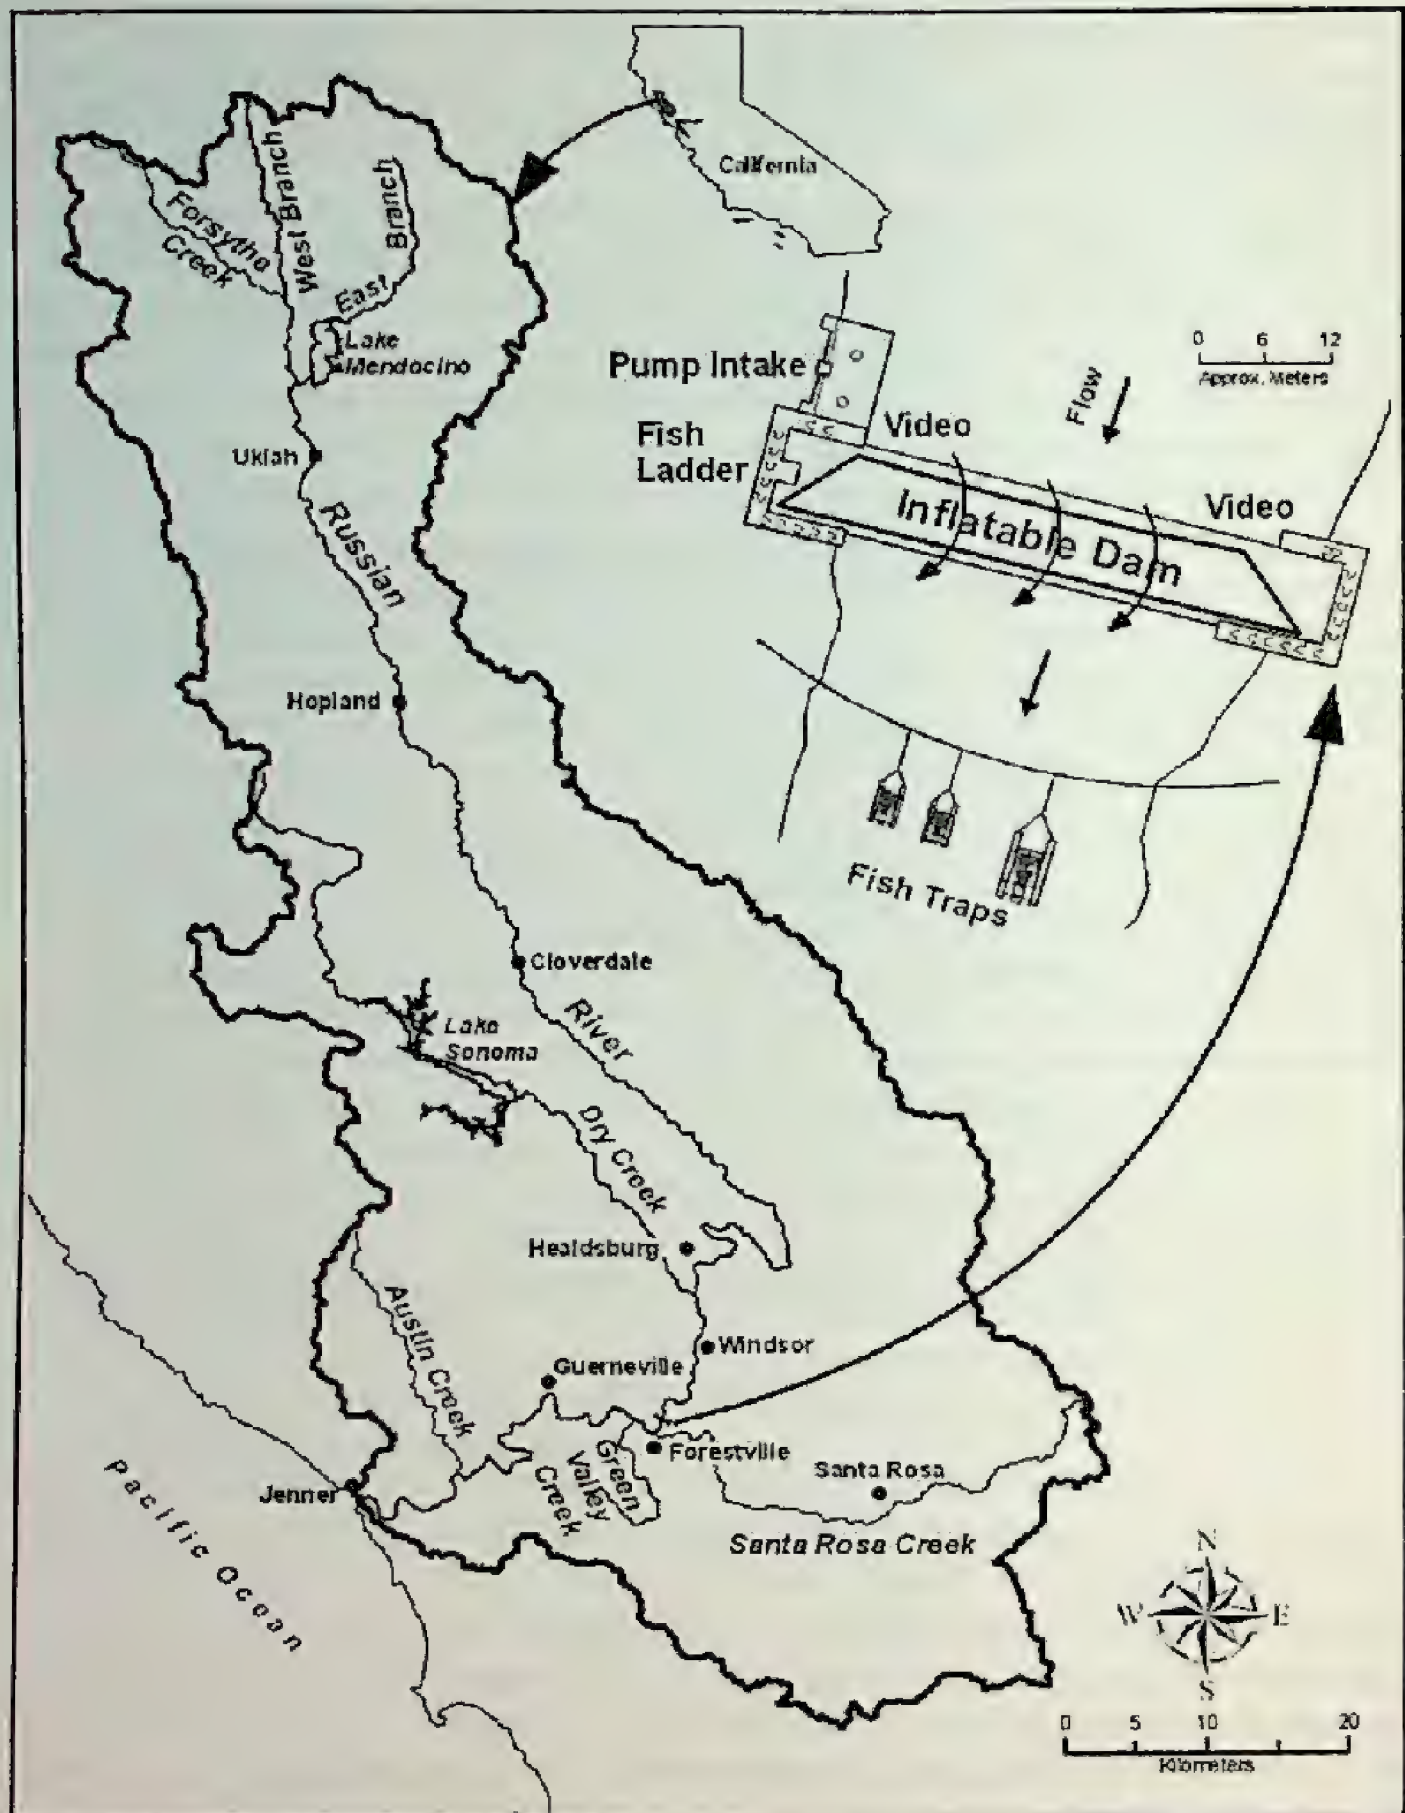 California
West Branch
Branch
East
Forsythe
Creek
Lake
Mendocino
Pump Intake
Fish
Ladder
Video
Flow
0 6 12
Approx. Meters
Video
Inflatable Dam
Ukiah
Russian
Hopland
Fish Traps
Cloverdale
River
Lake
Sonoma
Dry Creek
Healdsburg
Austin Creek
Windsor
Guerneville
Forestville
Green
Valley
Creek
Santa Rosa
Jenner
Santa Rosa Creek
Pacific Ocean
N
W E
S
0 5 10 20
Kilometers